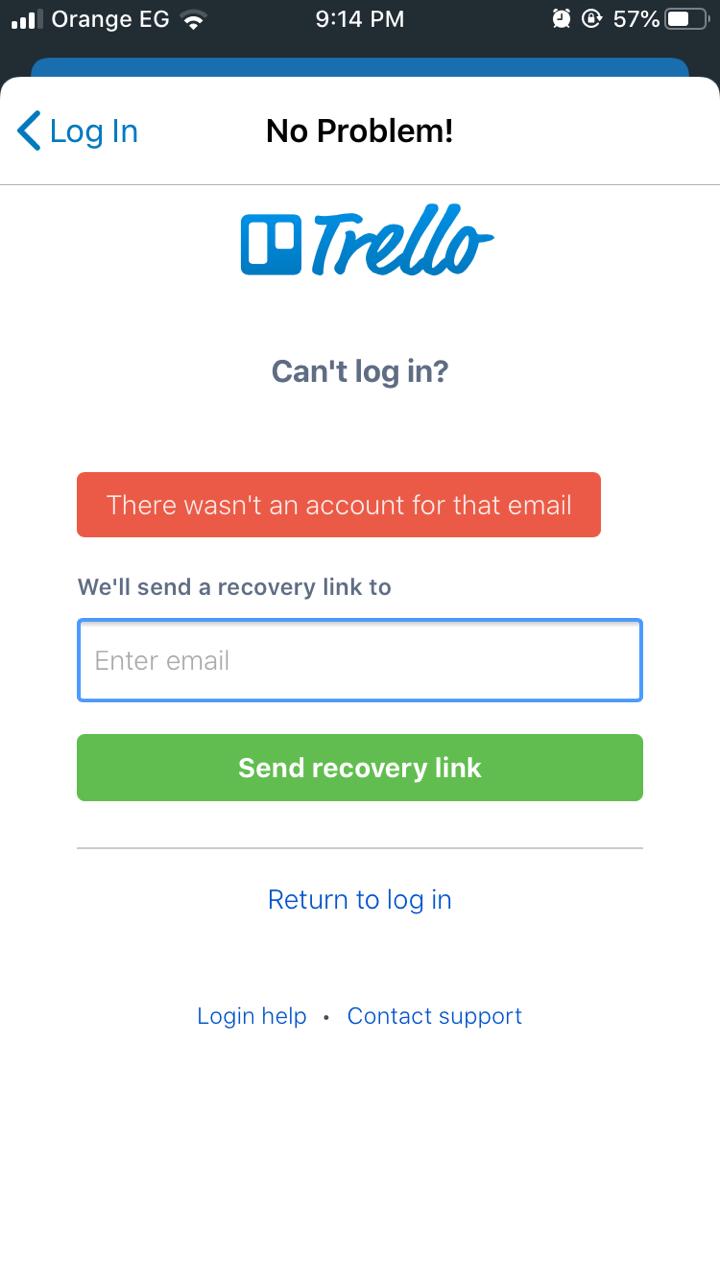 Orange EG 9:14 PM 57%
Log In No Problem!
Trello
Can't log in?
There wasn't an account for that email
We'll send a recovery link to
Enter email
Send recovery link
Return to log in
Login help • Contact support